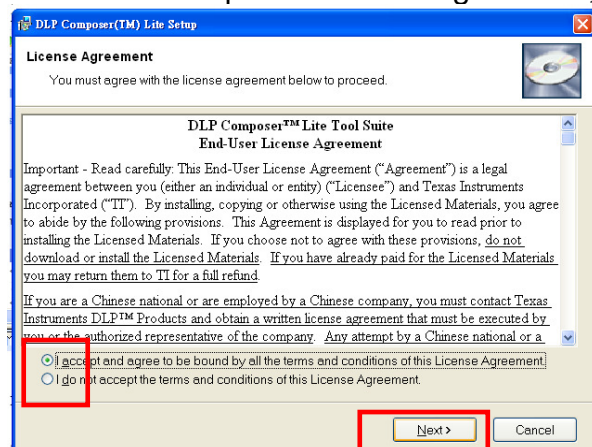 DLP Composer(TM) Lite Setup
License Agreement
You must agree with the license agreement below to proceed.
DLP Composer™ Lite Tool Suite
End-User License Agreement
Important - Read carefully: This End-User License Agreement (“Agreement”) is a legal
agreement between you (either an individual or entity) (“Licensee”) and Texas Instruments
Incorporated (“TI”).  By installing, copying or otherwise using the Licensed Materials, you agree
to abide by the following provisions.  This Agreement is displayed for you to read prior to
installing the Licensed Materials.  If you choose not to agree with these provisions, do not
download or install the Licensed Materials.  If you have already paid for the Licensed Materials
you may return them to TI for a full refund.
If you are a Chinese national or are employed by a Chinese company, you must contact Texas
Instruments DLP™ Products and obtain a written license agreement that must be executed by
you or the authorized representative of the company.  Any attempt by a Chinese national or a
I accept and agree to be bound by all the terms and conditions of this License Agreement.
I do not accept the terms and conditions of this License Agreement.
Next > Cancel